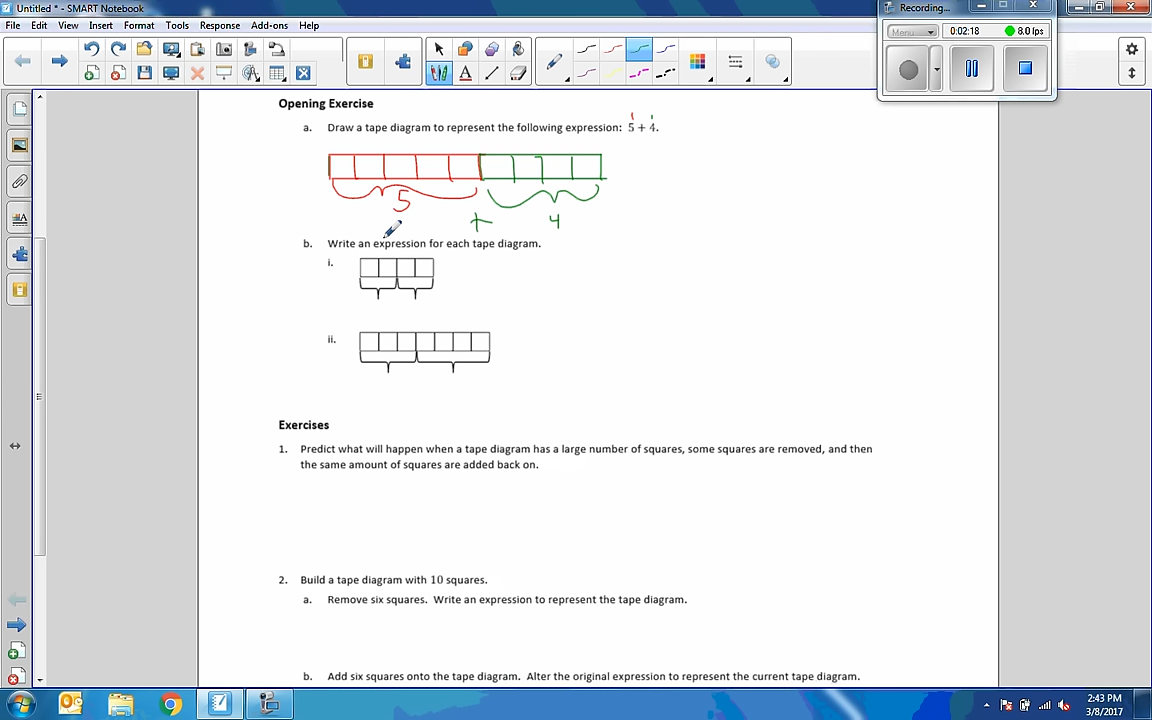 Untitled * - SMART Notebook
Recording...
File Edit View Insert Format Tools Response Add-ons Help
Menu 0:02:18 8.0 fps
Opening Exercise
a. Draw a tape diagram to represent the following expression: 5 + 4.
5 + 4
b. Write an expression for each tape diagram.
i.
ii.
Exercises
1. Predict what will happen when a tape diagram has a large number of squares, some squares are removed, and then
the same amount of squares are added back on.
2. Build a tape diagram with 10 squares.
a. Remove six squares. Write an expression to represent the tape diagram.
b. Add six squares onto the tape diagram. Alter the original expression to represent the current tape diagram.
2:43 PM
3/8/2017